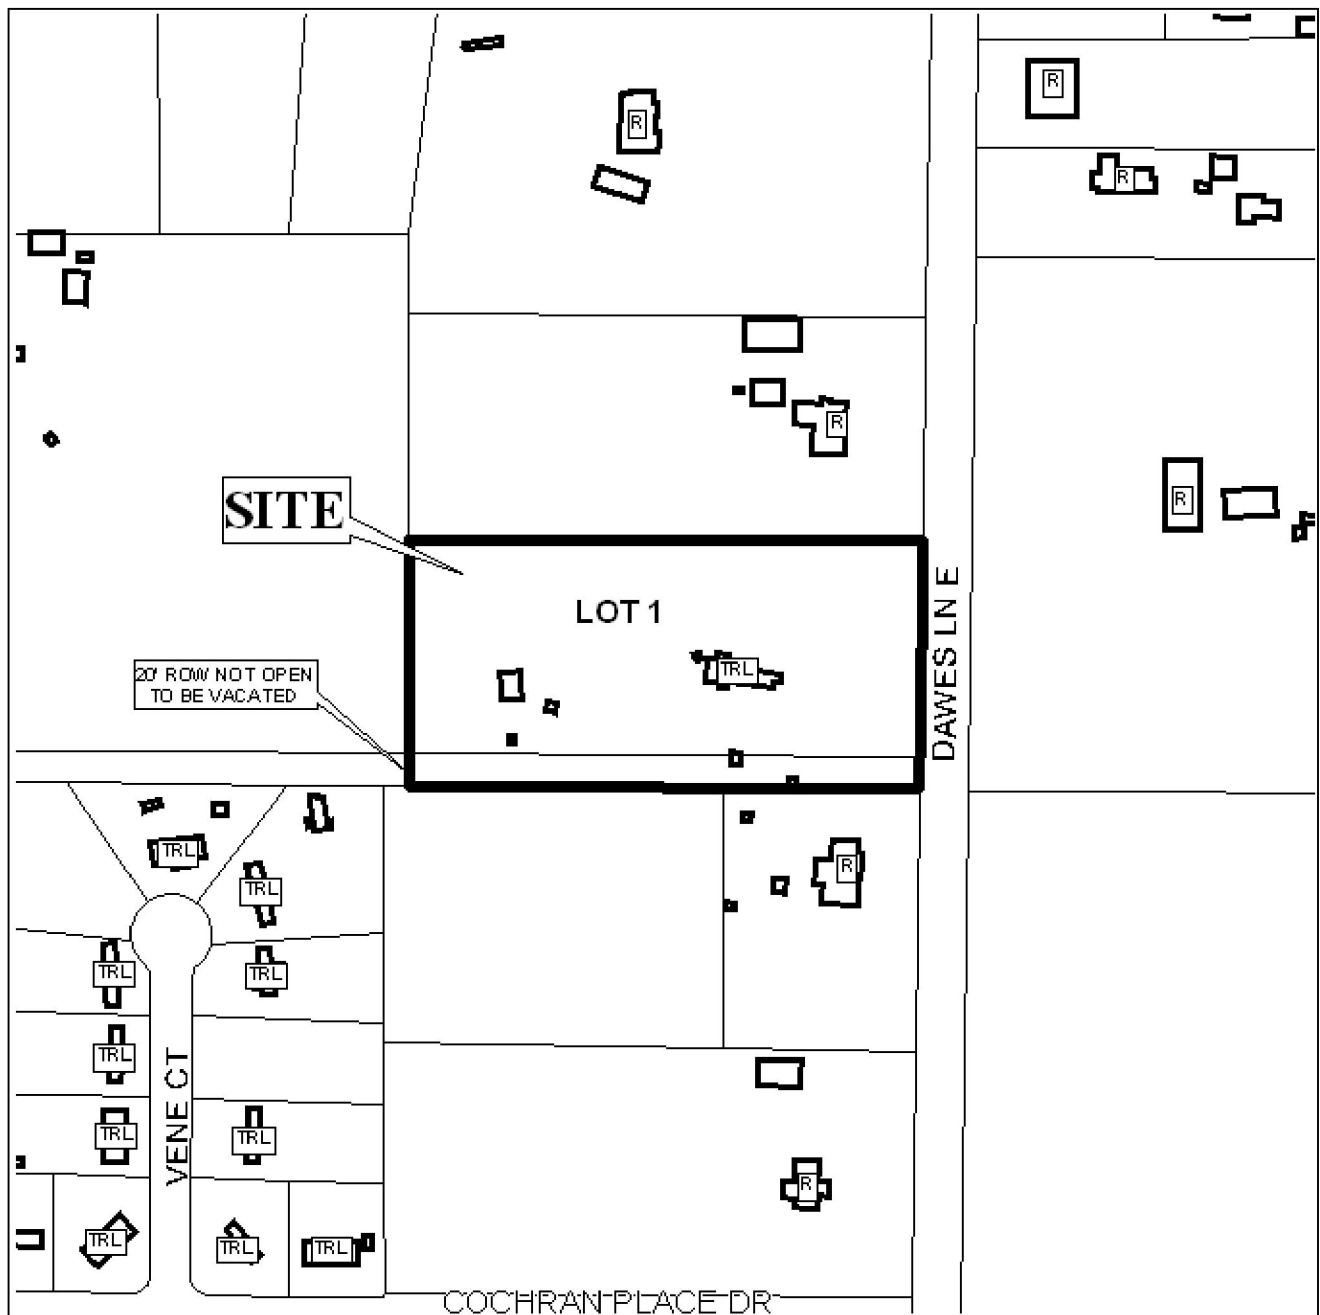 R
R
R
R
R
SITE
LOT 1
DAWES LN E
20' ROW NOT OPEN
TO BE VACATED
TRL
TRL
R
TRL
TRL
TRL
TRL
VENE CT
TRL
TRL
R
TRL
TRL
TRL
COCHRAN PLACE DR